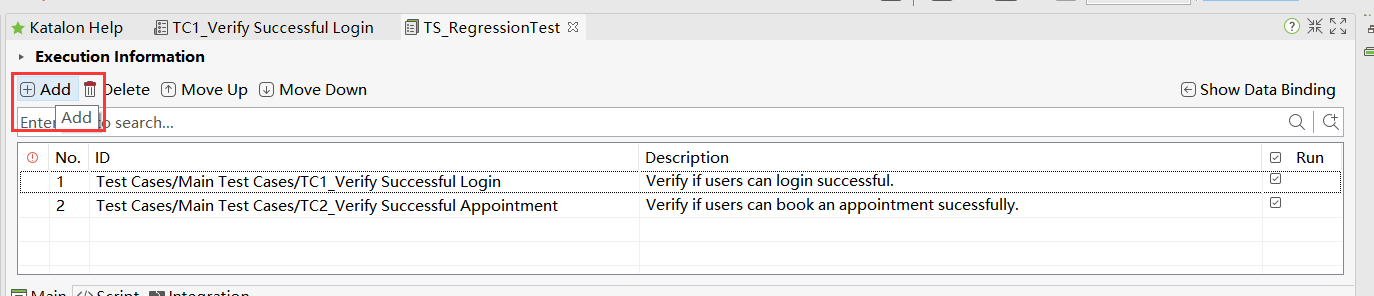 Katalon Help TC1_Verify Successful Login TS_RegressionTest
Execution Information
Add Delete Move Up Move Down Show Data Binding
Add
Enter to search...
No. ID Description Run
1 Test Cases/Main Test Cases/TC1_Verify Successful Login Verify if users can login successful.
2 Test Cases/Main Test Cases/TC2_Verify Successful Appointment Verify if users can book an appointment sucessfully.
Main Script Integration